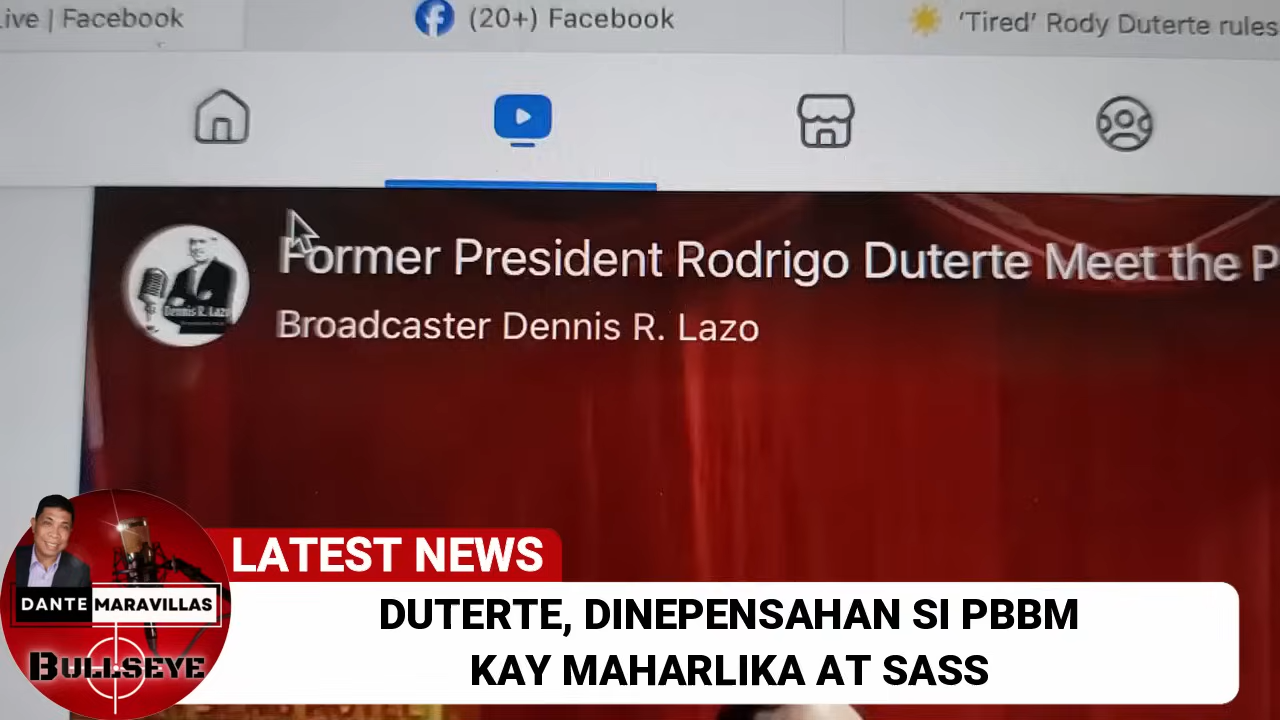 Live | Facebook
(20+) Facebook
'Tired' Rody Duterte rules
Former President Rodrigo Duterte Meet the P
Broadcaster Dennis R. Lazo
Dennis R. Lazo
LATEST NEWS
DUTERTE, DINEPENSAHAN SI PBBM
KAY MAHARLIKA AT SASS
DANTE MARAVILLAS
BULLSEYE